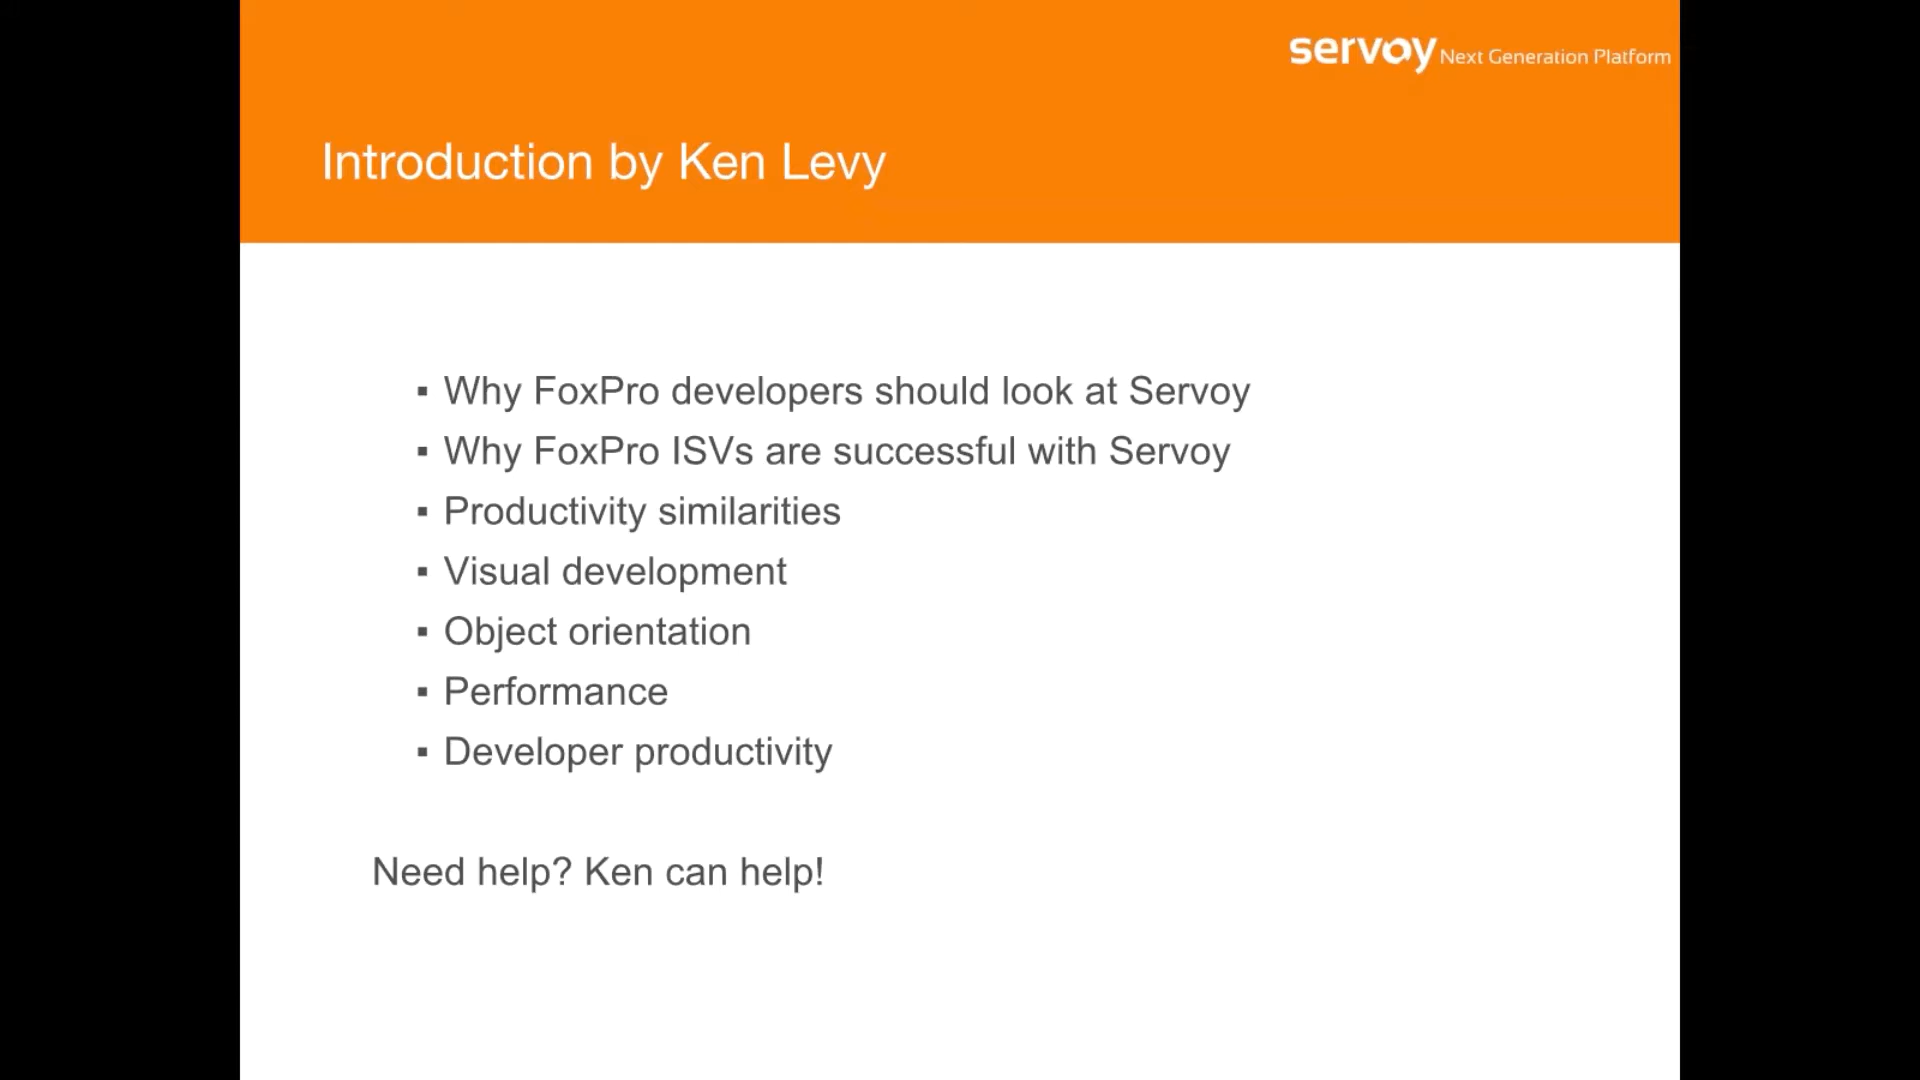 servoy Next Generation Platform
Introduction by Ken Levy
▪ Why FoxPro developers should look at Servoy
▪ Why FoxPro ISVs are successful with Servoy
▪ Productivity similarities
▪ Visual development
▪ Object orientation
▪ Performance
▪ Developer productivity
Need help? Ken can help!